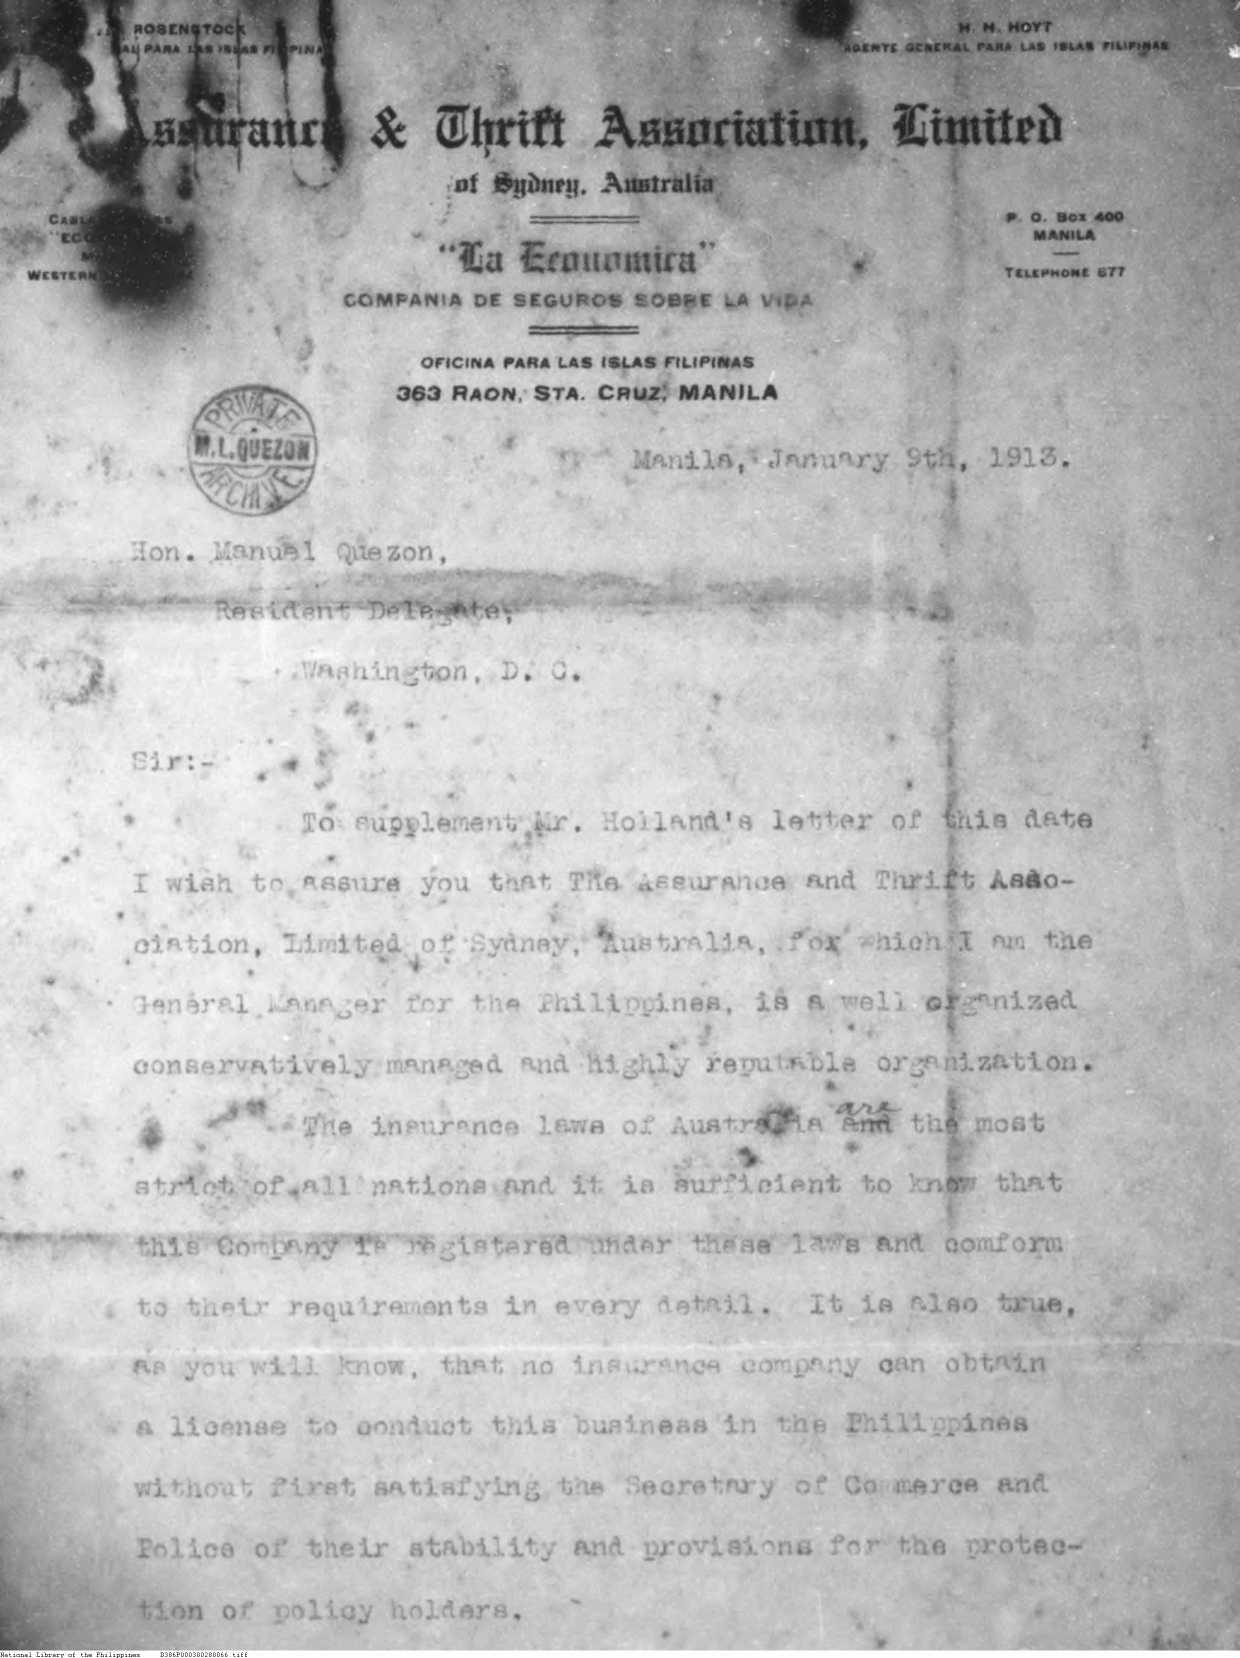 ROSENSTOCK
H. H. HOYT
PARA LAS ISLAS FILIPINAS
AGENTE GENERAL PARA LAS ISLAS FILIPINAS
Assurance & Thrift Association, Limited
of Sydney, Australia
P. O. Box 400
MANILA
TELEPHONE 677
WESTERN
"La Economica"
COMPANIA DE SEGUROS SOBRE LA VIDA
OFICINA PARA LAS ISLAS FILIPINAS
363 RAON, STA. CRUZ, MANILA
PRIVATE
M.L.QUEZON
ARCHIVE
Manila, January 9th, 1913.
Hon. Manuel Quezon,
Resident Delegate,
Washington, D. C.
Sir:-
To supplement Mr. Holland's letter of this date
I wish to assure you that The Assurance and Thrift Asso-
ciation, Limited of Sydney, Australia, for which I am the
General Manager for the Philippines, is a well organized
conservatively managed and highly reputable organization.
are
The insurance laws of Australia and the most
strict of all nations and it is sufficient to know that
this Company is registered under these laws and comform
to their requirements in every detail. It is also true,
as you will know, that no insurance company can obtain
a license to conduct this business in the Philippines
without first satisfying the Secretary of Commerce and
Police of their stability and provisions for the protec-
tion of policy holders.
National Library of the Philippines D386P000300280066.tiff